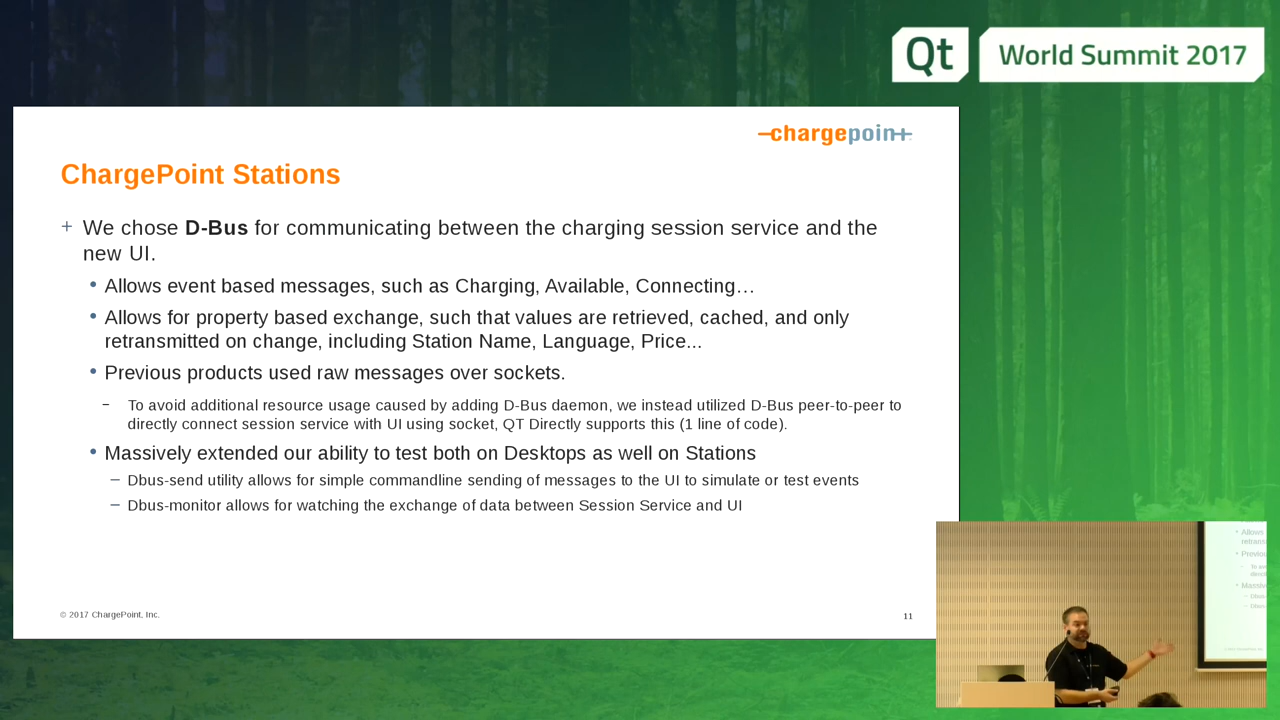 Qt
World Summit 2017
chargepoint
ChargePoint Stations
+ We chose D-Bus for communicating between the charging session service and the
new UI.
• Allows event based messages, such as Charging, Available, Connecting…
• Allows for property based exchange, such that values are retrieved, cached, and only
retransmitted on change, including Station Name, Language, Price...
• Previous products used raw messages over sockets.
– To avoid additional resource usage caused by adding D-Bus daemon, we instead utilized D-Bus peer-to-peer to
directly connect session service with UI using socket, QT Directly supports this (1 line of code).
• Massively extended our ability to test both on Desktops as well on Stations
– Dbus-send utility allows for simple commandline sending of messages to the UI to simulate or test events
– Dbus-monitor allows for watching the exchange of data between Session Service and UI
© 2017 ChargePoint, Inc.
11
• Allows
retrans
• Previou
• Massiv